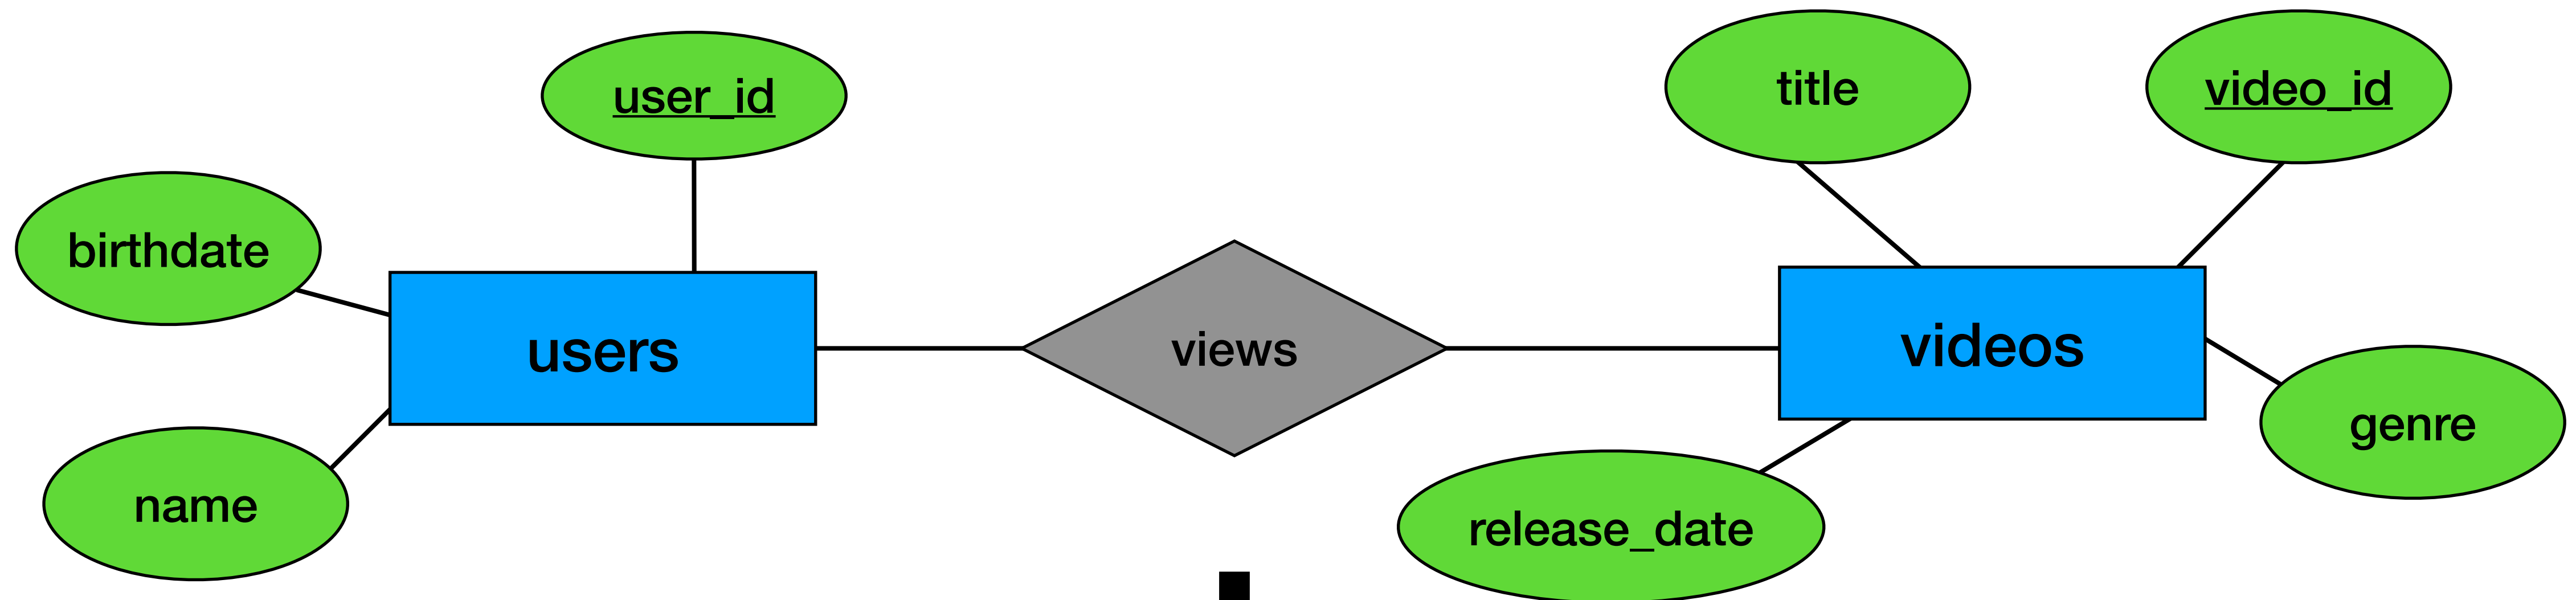 title
video_id
user_id
birthdate
users
views
videos
genre
name
release_date